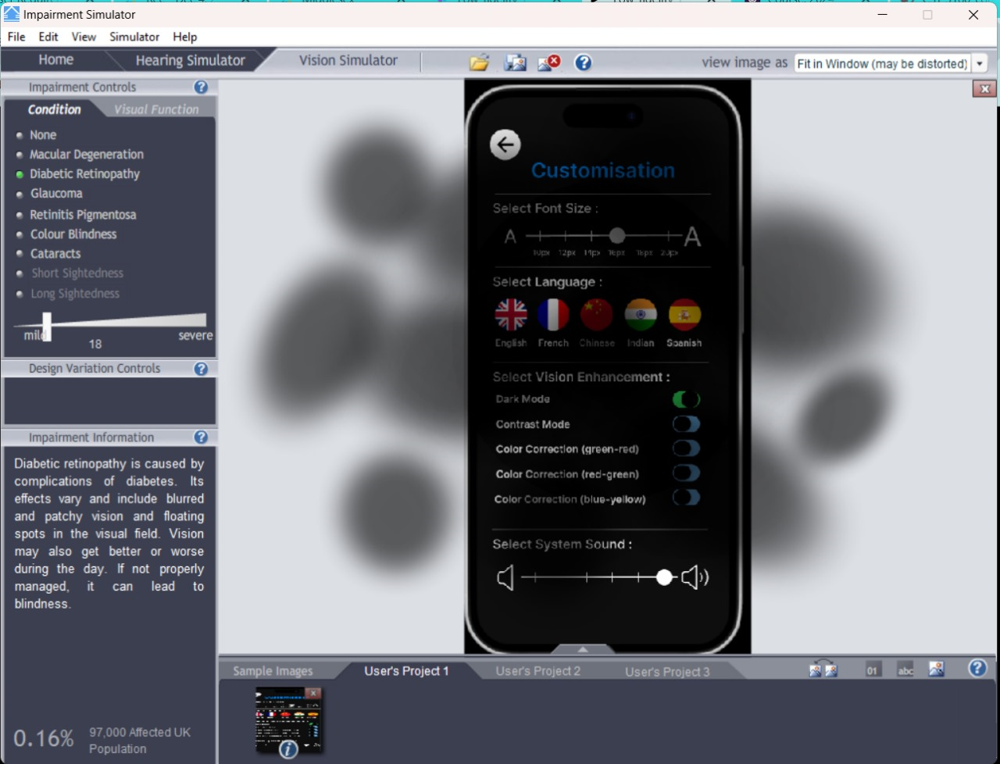 Impairment Simulator
File Edit View Simulator Help
Home Hearing Simulator Vision Simulator view image as Fit in Window (may be distorted)
Impairment Controls
Condition Visual Function
None
Macular Degeneration
Diabetic Retinopathy
Glaucoma
Retinitis Pigmentosa
Colour Blindness
Cataracts
Short Sightedness
Long Sightedness
mild 18 severe
Design Variation Controls
Impairment Information
Diabetic retinopathy is caused by
complications of diabetes. Its
effects vary and include blurred
and patchy vision and floating
spots in the visual field. Vision
may also get better or worse
during the day. If not properly
managed, it can lead to
blindness.
0.16% 97,000 Affected UK
Population
Customisation
Select Font Size :
A A
10px 12px 14px 16px 18px 20px
Select Language :
English French Chinese Indian Spanish
Select Vision Enhancement :
Dark Mode
Contrast Mode
Color Correction (green-red)
Color Correction (red-green)
Color Correction (blue-yellow)
Select System Sound :
Sample Images User's Project 1 User's Project 2 User's Project 3 01 abc